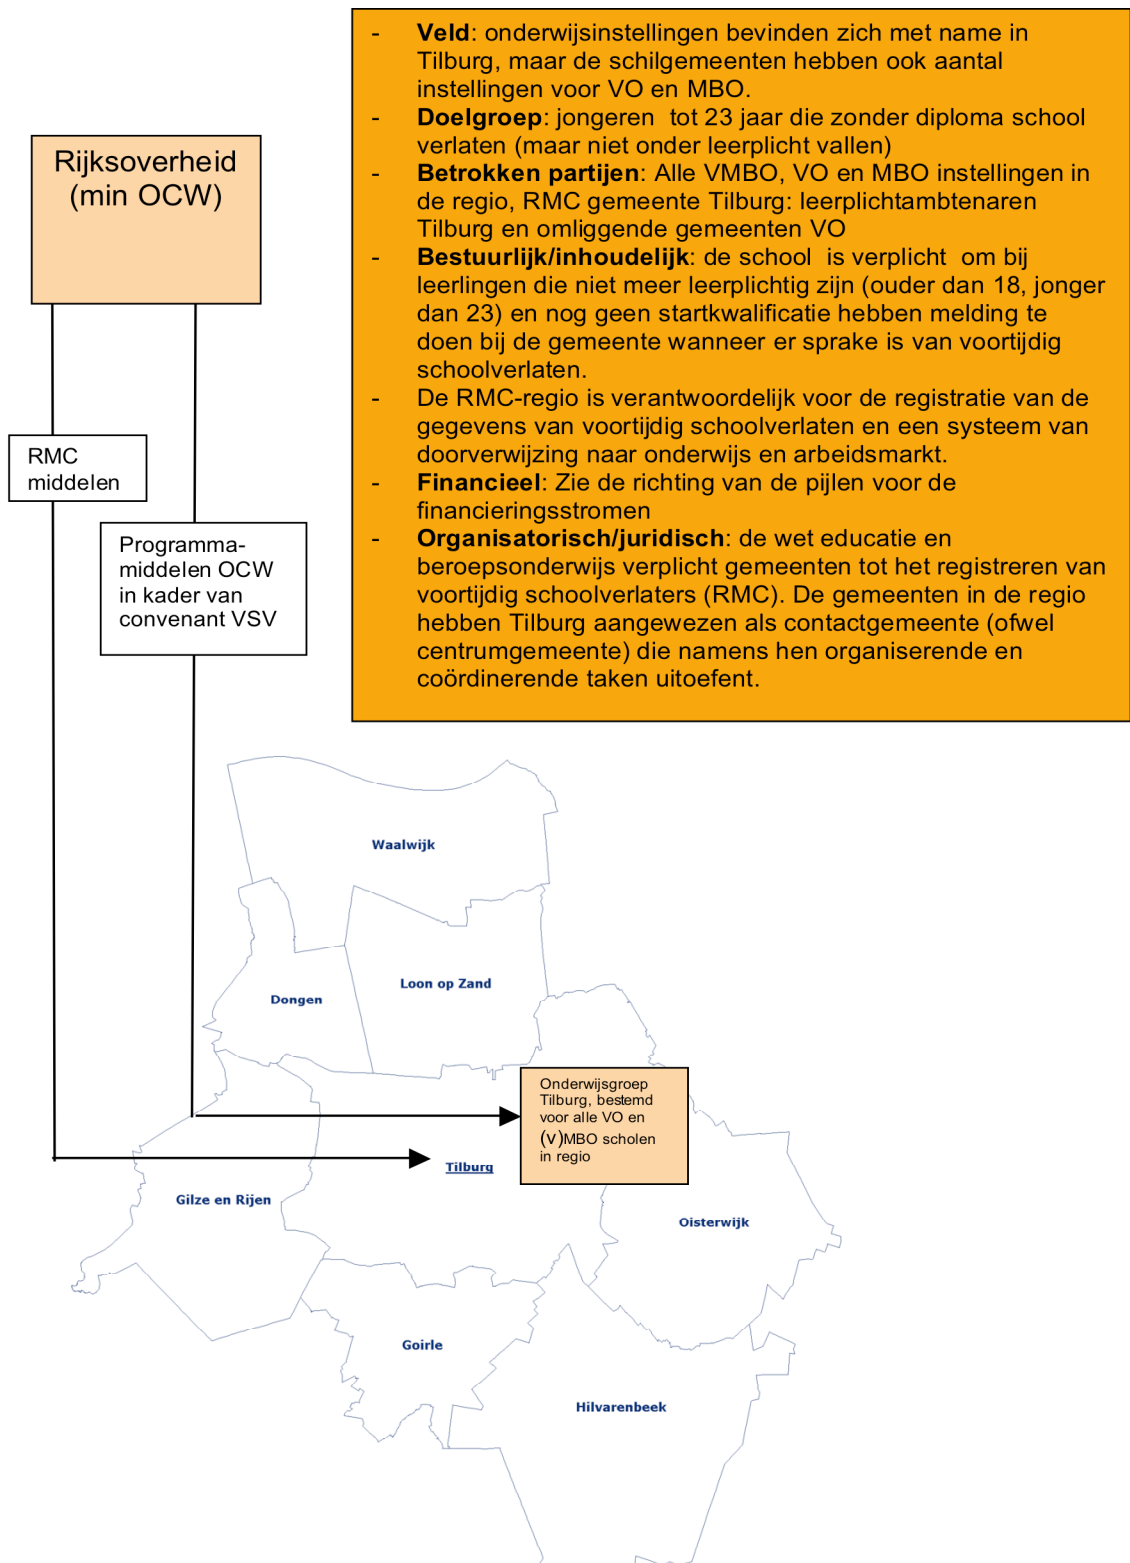 - Veld: onderwijsinstellingen bevinden zich met name in
Tilburg, maar de schilgemeenten hebben ook aantal
instellingen voor VO en MBO.
- Doelgroep: jongeren tot 23 jaar die zonder diploma school
verlaten (maar niet onder leerplicht vallen)
- Betrokken partijen: Alle VMBO, VO en MBO instellingen in
de regio, RMC gemeente Tilburg: leerplichtambtenaren
Tilburg en omliggende gemeenten VO
- Bestuurlijk/inhoudelijk: de school is verplicht om bij
leerlingen die niet meer leerplichtig zijn (ouder dan 18, jonger
dan 23) en nog geen startkwalificatie hebben melding te
doen bij de gemeente wanneer er sprake is van voortijdig
schoolverlaten.
- De RMC-regio is verantwoordelijk voor de registratie van de
gegevens van voortijdig schoolverlaten en een systeem van
doorverwijzing naar onderwijs en arbeidsmarkt.
- Financieel: Zie de richting van de pijlen voor de
financieringsstromen
- Organisatorisch/juridisch: de wet educatie en
beroepsonderwijs verplicht gemeenten tot het registreren van
voortijdig schoolverlaters (RMC). De gemeenten in de regio
hebben Tilburg aangewezen als contactgemeente (ofwel
centrumgemeente) die namens hen organiserende en
coördinerende taken uitoefent.
Rijksoverheid
(min OCW)
RMC
middelen
Programma-
middelen OCW
in kader van
convenant VSV
Waalwijk
Loon op Zand
Dongen
Onderwijsgroep
Tilburg, bestemd
voor alle VO en
(v)MBO scholen
in regio
Tilburg
Gilze en Rijen
Oisterwijk
Goirle
Hilvarenbeek